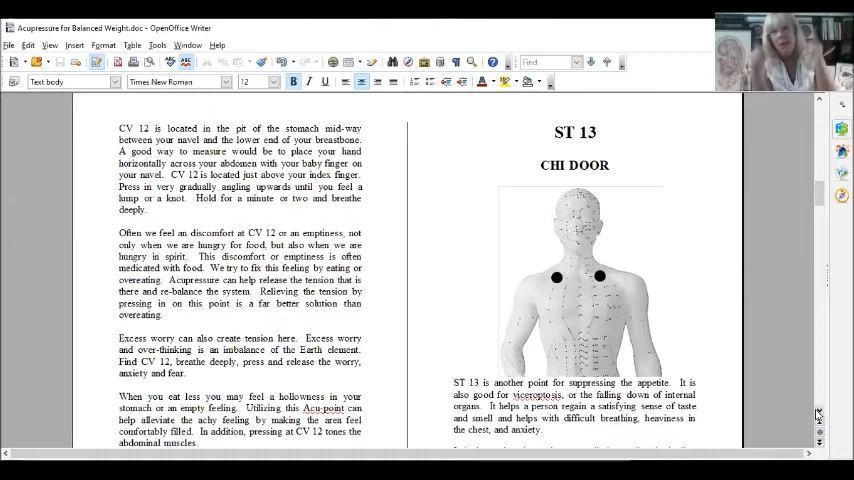 Acupressure for Balanced Weight.doc - OpenOffice Writer
File Edit View Insert Format Table Tools Window Help
Find
Text body Times New Roman 12 B I U
CV 12 is located in the pit of the stomach mid-way
between your navel and the lower end of your breastbone.
A good way to measure would be to place your hand
horizontally across your abdomen with your baby finger on
your navel. CV 12 is located just above your index finger.
Press in very gradually angling upwards until you feel a
lump or a knot. Hold for a minute or two and breathe
deeply.
Often we feel an discomfort at CV 12 or an emptiness, not
only when we are hungry for food, but also when we are
hungry in spirit. This discomfort or emptiness is often
medicated with food. We try to fix this feeling by eating or
overeating. Acupressure can help release the tension that is
there and re-balance the system. Relieving the tension by
pressing in on this point is a far better solution than
overeating.
Excess worry can also create tension here. Excess worry
and over-thinking is an imbalance of the Earth element.
Find CV 12, breathe deeply, press and release the worry,
anxiety and fear.
When you eat less you may feel a hollowness in your
stomach or an empty feeling. Utilizing this Acu-point can
help alleviate the achy feeling by making the area feel
comfortably filled. In addition, pressing at CV 12 tones the
abdominal muscles.
ST 13
CHI DOOR
ST 13 is another point for suppressing the appetite. It is
also good for viceroptosis, or the falling down of internal
organs. It helps a person regain a satisfying sense of taste
and smell and helps with difficult breathing, heaviness in
the chest, and anxiety.